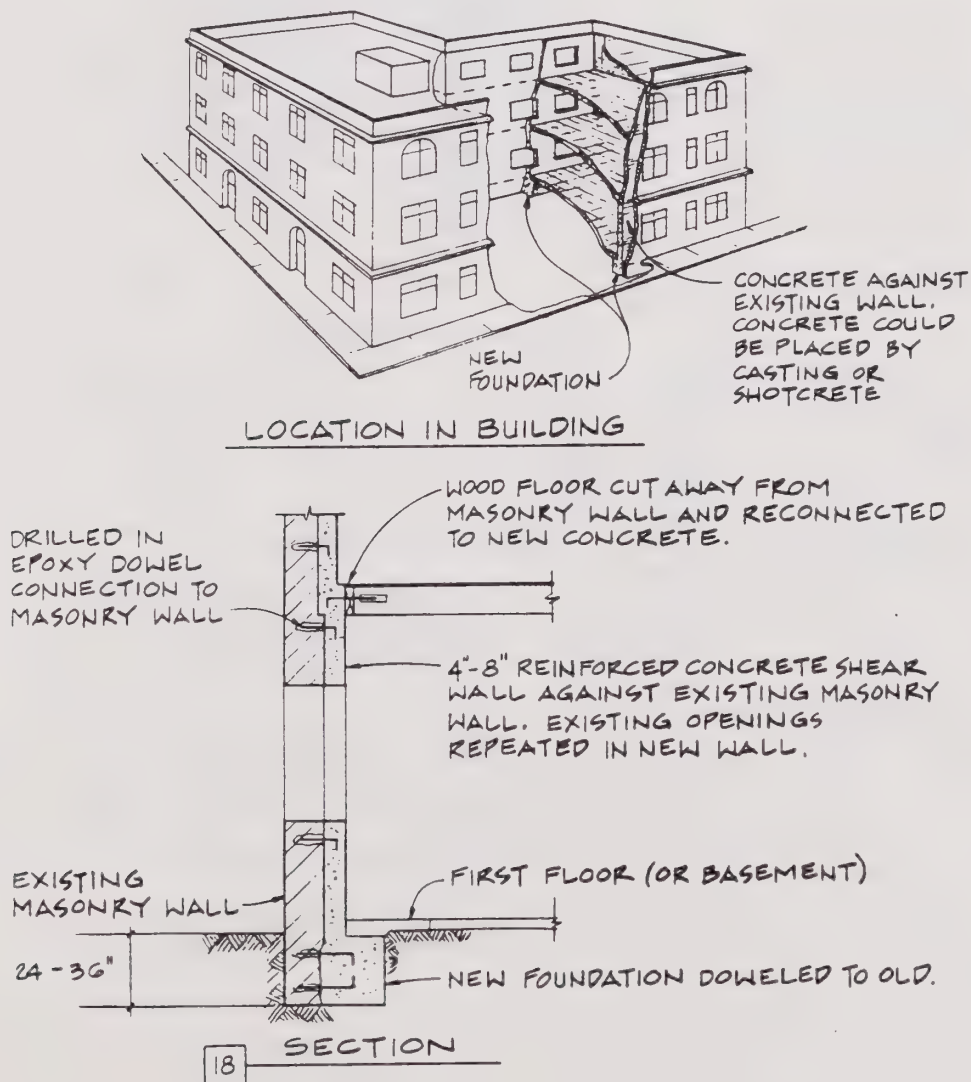 CONCRETE AGAINST
EXISTING WALL.
CONCRETE COULD
BE PLACED BY
CASTING OR
SHOTCRETE
NEW
FOUNDATION
LOCATION IN BUILDING
WOOD FLOOR CUT AWAY FROM
MASONRY WALL AND RECONNECTED
TO NEW CONCRETE.
DRILLED IN
EPOXY DOWEL
CONNECTION TO
MASONRY WALL
4"-8" REINFORCED CONCRETE SHEAR
WALL AGAINST EXISTING MASONRY
WALL. EXISTING OPENINGS
REPEATED IN NEW WALL.
EXISTING
MASONRY WALL
FIRST FLOOR (OR BASEMENT)
24-36"
NEW FOUNDATION DOWELED TO OLD.
18 SECTION